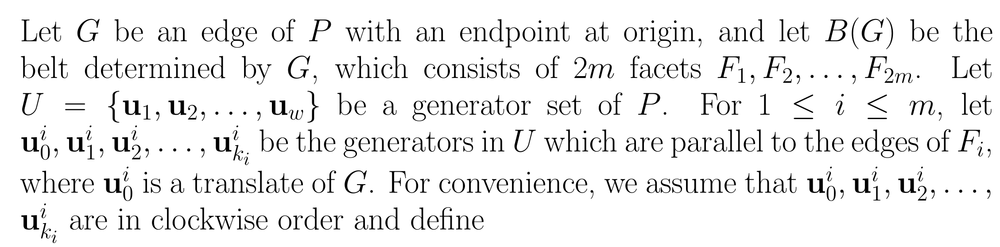 Let $G$ be an edge of $P$ with an endpoint at origin, and let $B(G)$ be the
belt determined by $G$, which consists of $2m$ facets $F_1, F_2, \ldots, F_{2m}$. Let
$U = \{\mathbf{u}_1, \mathbf{u}_2, \ldots, \mathbf{u}_w\}$ be a generator set of $P$. For $1 \leq i \leq m$, let
$\mathbf{u}_0^i, \mathbf{u}_1^i, \mathbf{u}_2^i, \ldots, \mathbf{u}_{k_i}^i$ be the generators in $U$ which are parallel to the edges of $F_i$,
where $\mathbf{u}_0^i$ is a translate of $G$. For convenience, we assume that $\mathbf{u}_0^i, \mathbf{u}_1^i, \mathbf{u}_2^i, \ldots,$
$\mathbf{u}_{k_i}^i$ are in clockwise order and define